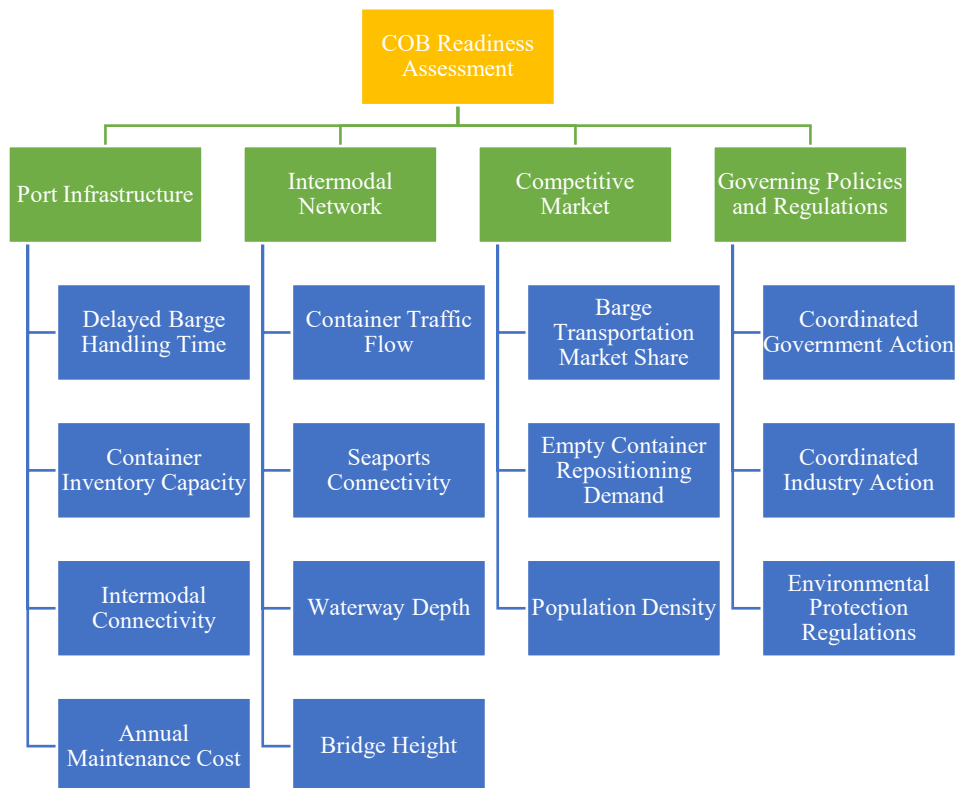 COB Readiness
Assessment
Port Infrastructure
Intermodal
Network
Competitive
Market
Governing Policies
and Regulations
Delayed Barge
Handling Time
Container Traffic
Flow
Barge
Transportation
Market Share
Coordinated
Government Action
Container
Inventory Capacity
Seaports
Connectivity
Empty Container
Repositioning
Demand
Coordinated
Industry Action
Intermodal
Connectivity
Waterway Depth
Population Density
Environmental
Protection
Regulations
Annual
Maintenance Cost
Bridge Height